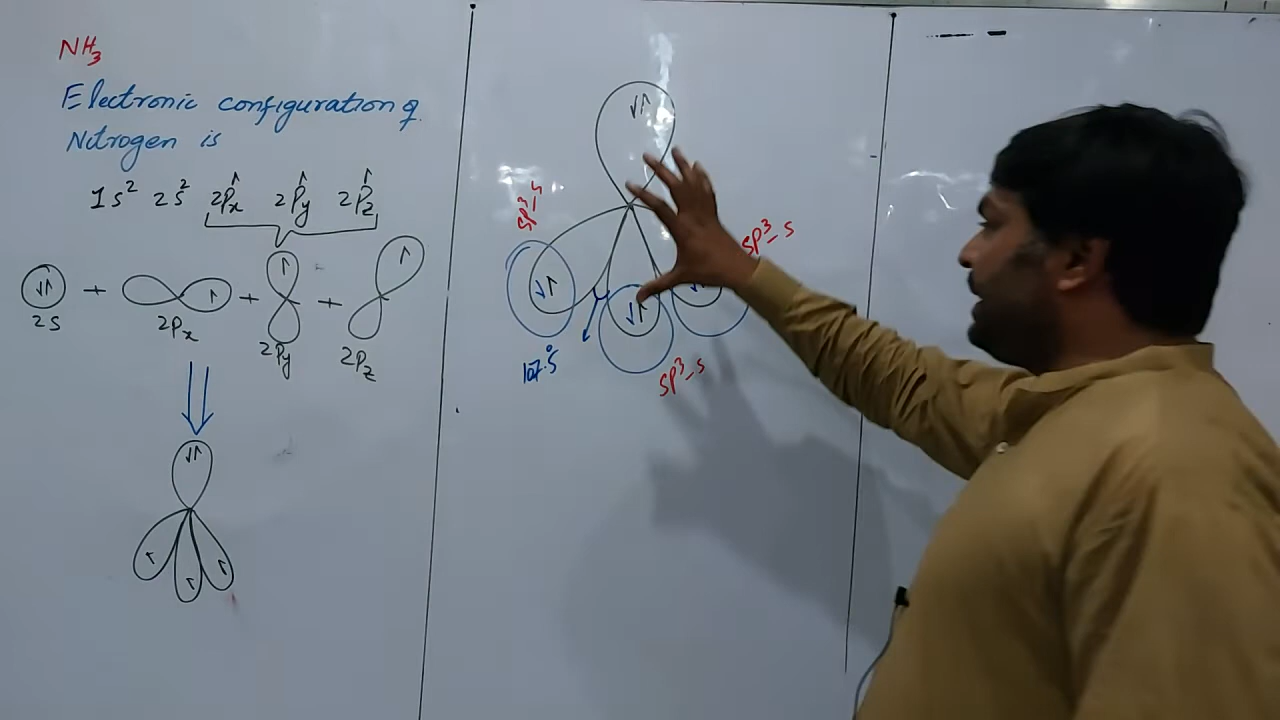 NH₃
Electronic configuration of
Nitrogen is
1s² 2s² 2Px↑ 2Py↑ 2Pz↑
↓↑ + ↑ + ↑ + ↑
2s 2Px 2Py 2Pz
↓↑
↑ ↑ ↑
↓↑
sp³-s
sp³-s
↓↑ ↓↑ ↓↑
107.5°
sp³-s